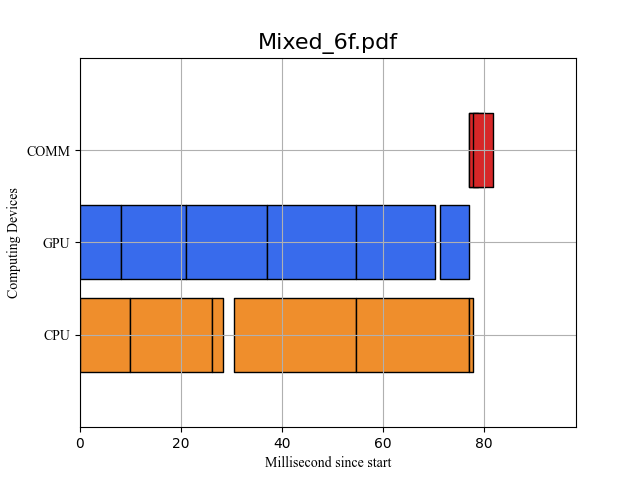 Mixed_6f.pdf
COMM
GPU
CPU
Computing Devices
0 20 40 60 80
Millisecond since start